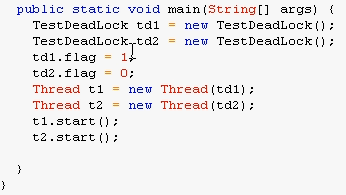 public static void main(String[] args) {
TestDeadLock td1 = new TestDeadLock();
TestDeadLock td2 = new TestDeadLock();
td1.flag = 1;
td2.flag = 0;
Thread t1 = new Thread(td1);
Thread t2 = new Thread(td2);
t1.start();
t2.start();
}
}